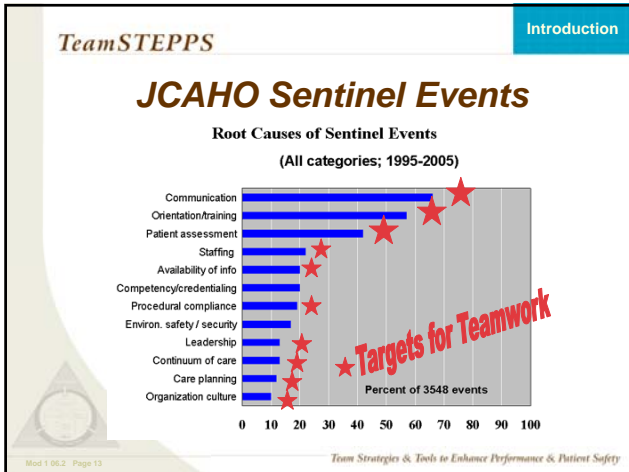 TeamSTEPPS
Introduction
JCAHO Sentinel Events
Root Causes of Sentinel Events
(All categories; 1995-2005)
Communication
Orientation/training
Patient assessment
Staffing
Availability of info
Competency/credentialing
Procedural compliance
Environ. safety / security
Leadership
Continuum of care
Care planning
Organization culture
Targets for Teamwork
Percent of 3548 events
0 10 20 30 40 50 60 70 80 90 100
Mod 1 06.2 Page 13
Team Strategies & Tools to Enhance Performance & Patient Safety